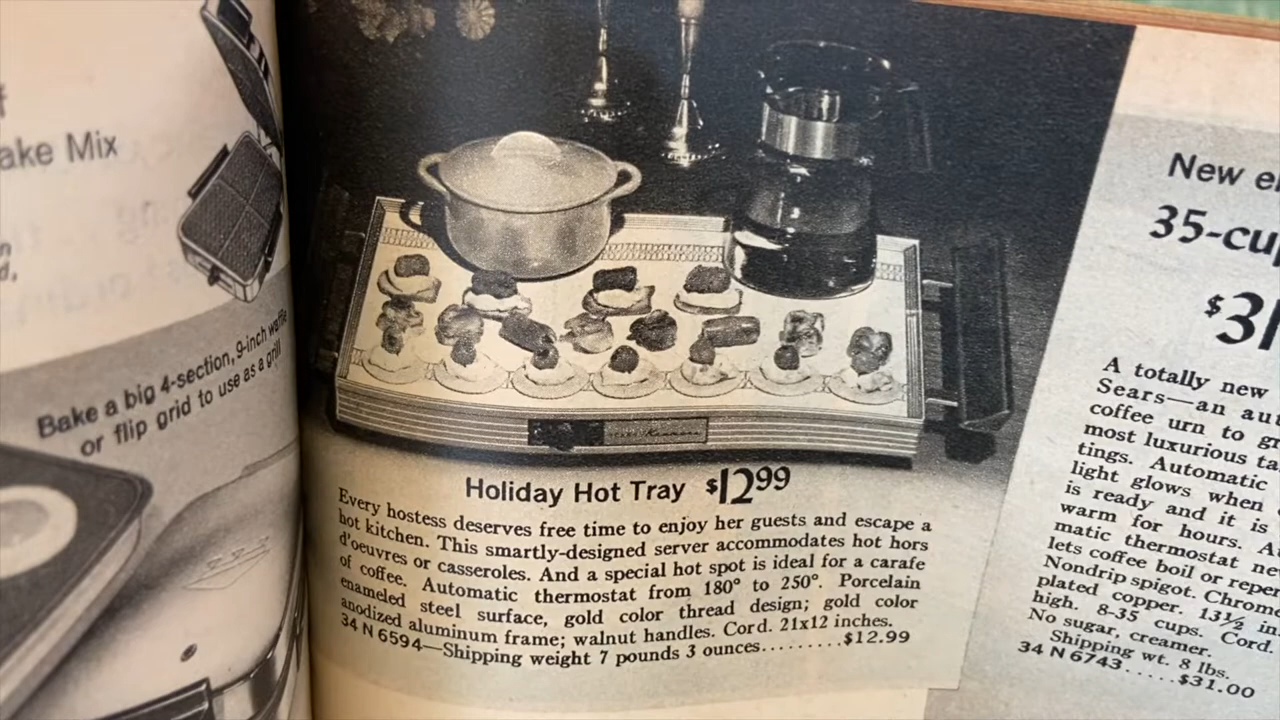 ake Mix
Bake a big 4-section, 9-inch waffle
or flip grid to use as a grill
Holiday Hot Tray $12.99
Every hostess deserves free time to enjoy her guests and escape a
hot kitchen. This smartly-designed server accommodates hot hors
d'oeuvres or casseroles. And a special hot spot is ideal for a carafe
of coffee. Automatic thermostat from 180° to 250°. Porcelain
enameled steel surface, gold color thread design; gold color
anodized aluminum frame; walnut handles. Cord. 21x12 inches.
34 N 6594—Shipping weight 7 pounds 3 ounces.........$12.99
New el
35-cu
$31
A totally new
Sears—an aut
coffee urn to gr
most luxurious ta
tings. Automatic
light glows when
is ready and it is
warm for hours. A
matic thermostat ne
lets coffee boil or reper
Nondrip spigot. Chrome
plated copper. 13½ in
high. 8-35 cups. Cord.
No sugar, creamer.
Shipping wt. 8 lbs.
34 N 6743.....$31.00